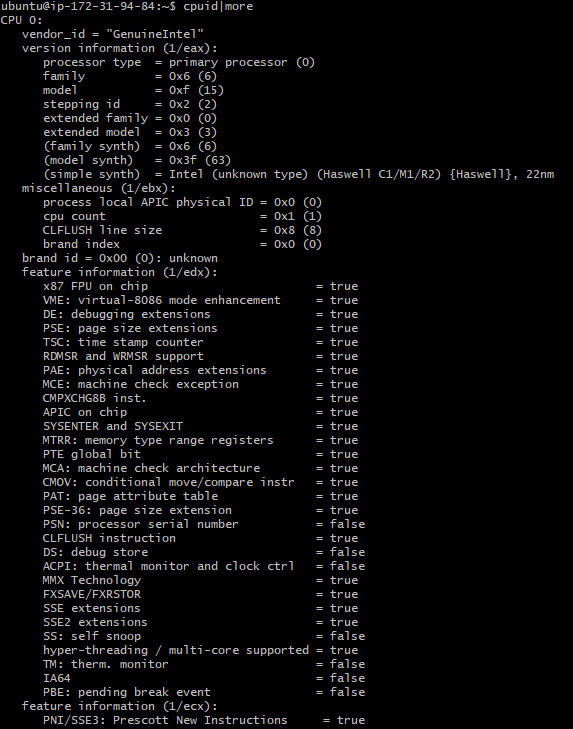 ubuntu@ip-172-31-94-84:~$ cpuid|more
CPU 0:
   vendor_id = "GenuineIntel"
   version information (1/eax):
      processor type  = primary processor (0)
      family          = 0x6 (6)
      model           = 0xf (15)
      stepping id     = 0x2 (2)
      extended family = 0x0 (0)
      extended model  = 0x3 (3)
      (family synth)  = 0x6 (6)
      (model synth)   = 0x3f (63)
      (simple synth)  = Intel (unknown type) (Haswell C1/M1/R2) {Haswell}, 22nm
   miscellaneous (1/ebx):
      process local APIC physical ID = 0x0 (0)
      cpu count                      = 0x1 (1)
      CLFLUSH line size              = 0x8 (8)
      brand index                    = 0x0 (0)
   brand id = 0x00 (0): unknown
   feature information (1/edx):
      x87 FPU on chip                        = true
      VME: virtual-8086 mode enhancement     = true
      DE: debugging extensions               = true
      PSE: page size extensions              = true
      TSC: time stamp counter                = true
      RDMSR and WRMSR support                = true
      PAE: physical address extensions       = true
      MCE: machine check exception           = true
      CMPXCHG8B inst.                        = true
      APIC on chip                           = true
      SYSENTER and SYSEXIT                   = true
      MTRR: memory type range registers      = true
      PTE global bit                         = true
      MCA: machine check architecture        = true
      CMOV: conditional move/compare instr   = true
      PAT: page attribute table              = true
      PSE-36: page size extension            = true
      PSN: processor serial number           = false
      CLFLUSH instruction                    = true
      DS: debug store                        = false
      ACPI: thermal monitor and clock ctrl   = false
      MMX Technology                         = true
      FXSAVE/FXRSTOR                         = true
      SSE extensions                         = true
      SSE2 extensions                        = true
      SS: self snoop                         = false
      hyper-threading / multi-core supported = true
      TM: therm. monitor                     = false
      IA64                                   = false
      PBE: pending break event               = false
   feature information (1/ecx):
      PNI/SSE3: Prescott New Instructions     = true